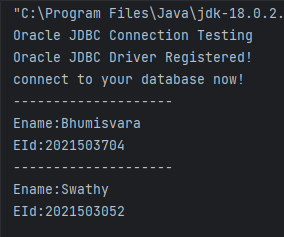 "C:\Program Files\Java\jdk-18.0.2.
Oracle JDBC Connection Testing
Oracle JDBC Driver Registered!
connect to your database now!
--------------------
Ename:Bhumisvara
EId:2021503704
--------------------
Ename:Swathy
EId:2021503052